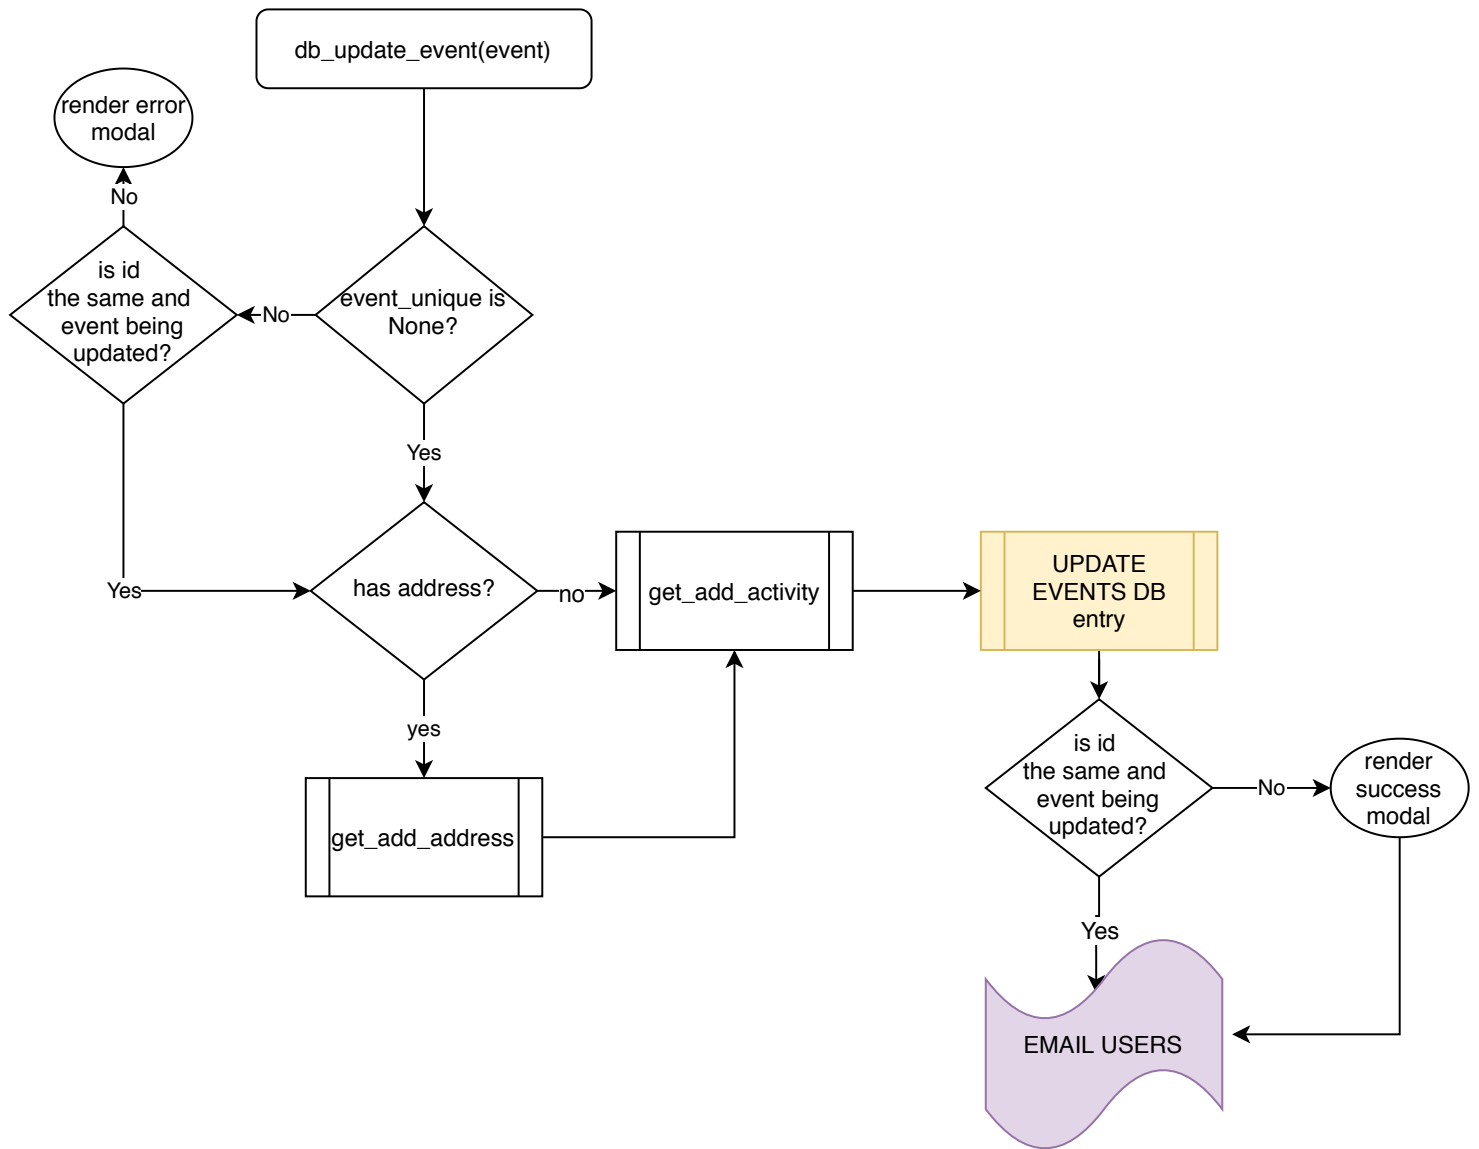 db_update_event(event)
render error
modal
No
is id
the same and
event being
updated?
No
event_unique is
None?
Yes
Yes
has address?
no
get_add_activity
UPDATE
EVENTS DB
entry
yes
get_add_address
is id
the same and
event being
updated?
No
render
success
modal
Yes
EMAIL USERS